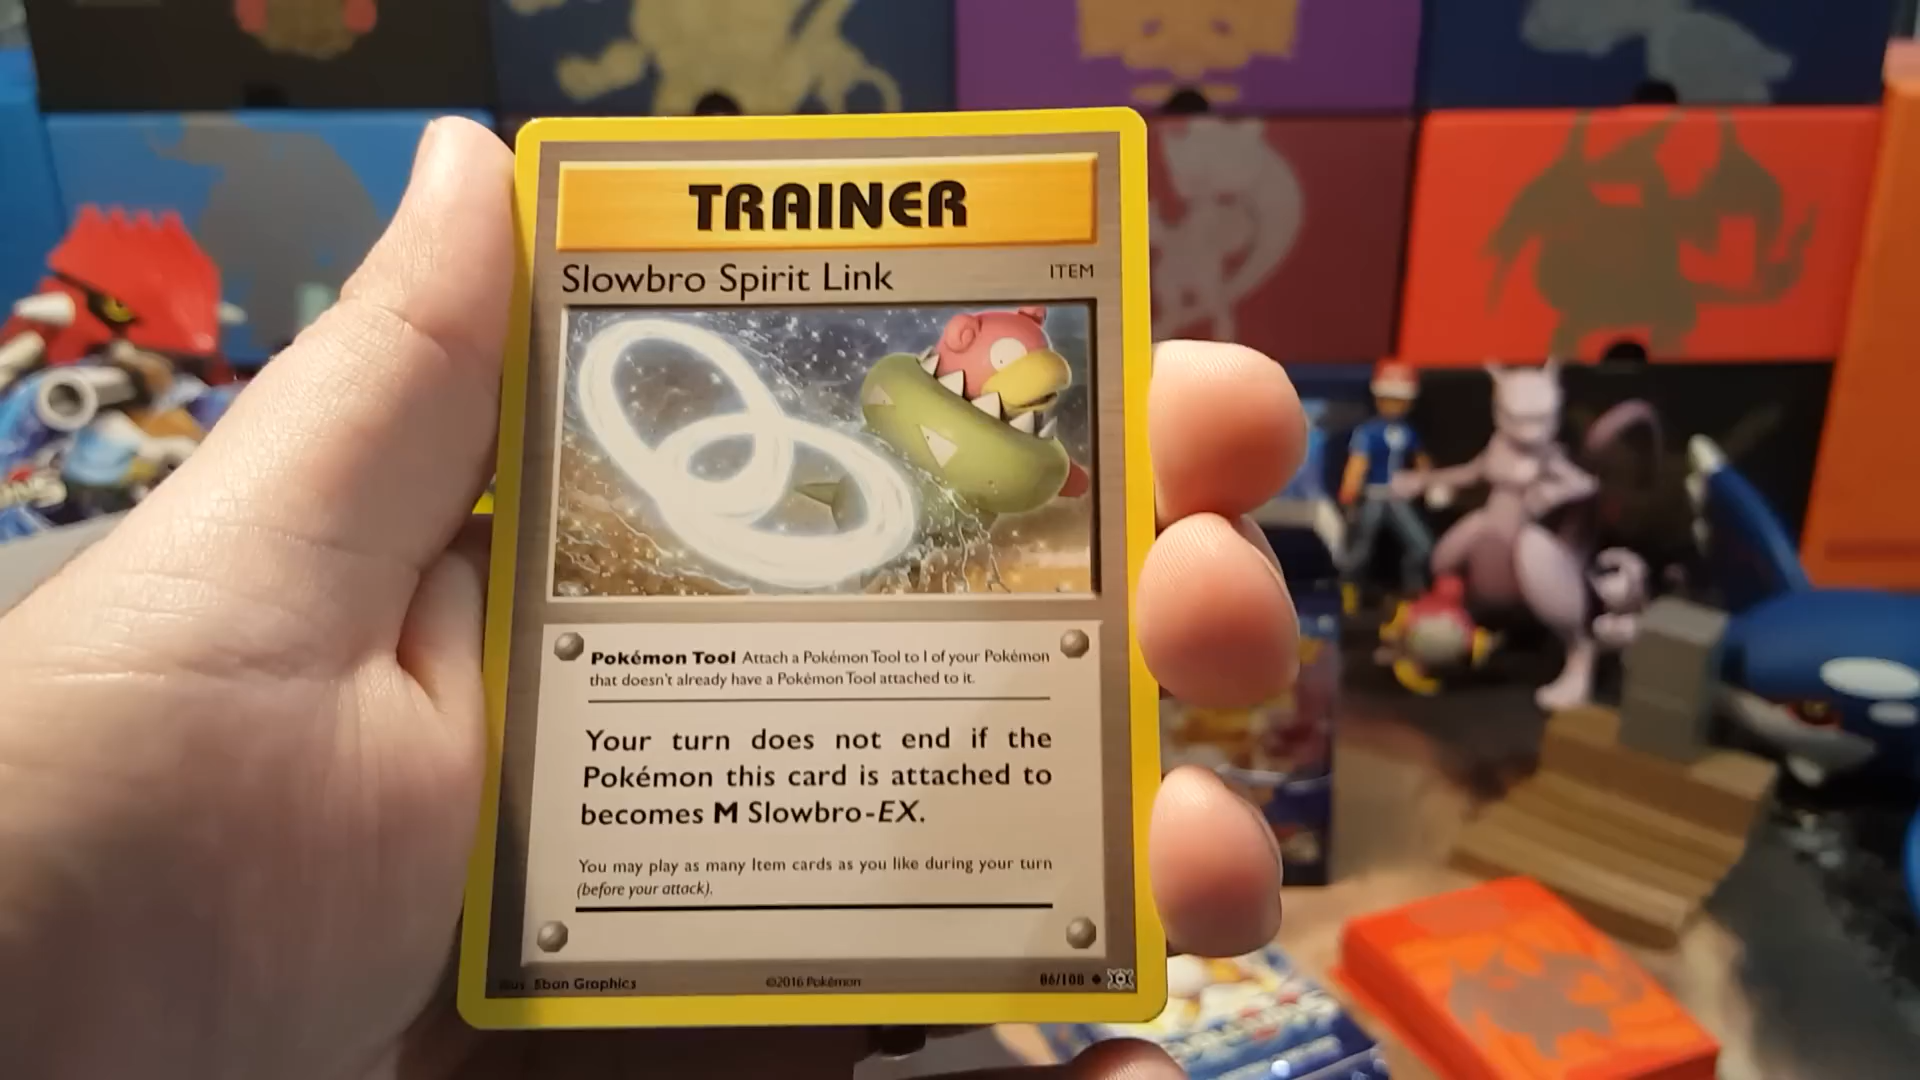 TRAINER
Slowbro Spirit Link
ITEM
Pokémon Tool Attach a Pokémon Tool to 1 of your Pokémon
that doesn't already have a Pokémon Tool attached to it.
Your turn does not end if the
Pokémon this card is attached to
becomes M Slowbro-EX.
You may play as many Item cards as you like during your turn
(before your attack).
Illus. 5ban Graphics
©2016 Pokémon
86/108